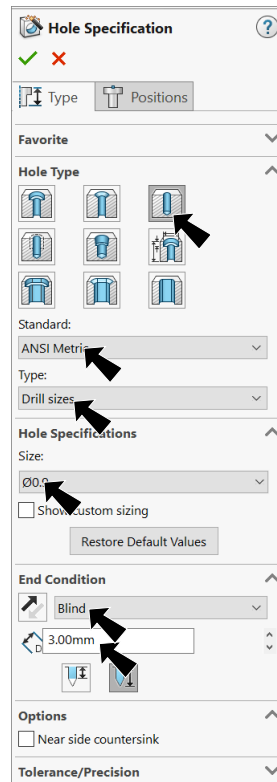 Hole Specification
?
Type
Positions
Favorite
Hole Type
Standard:
ANSI Metric
Type:
Drill sizes
Hole Specifications
Size:
Show custom sizing
Restore Default Values
End Condition
Blind
D
3.00mm
Options
Near side countersink
Tolerance/Precision